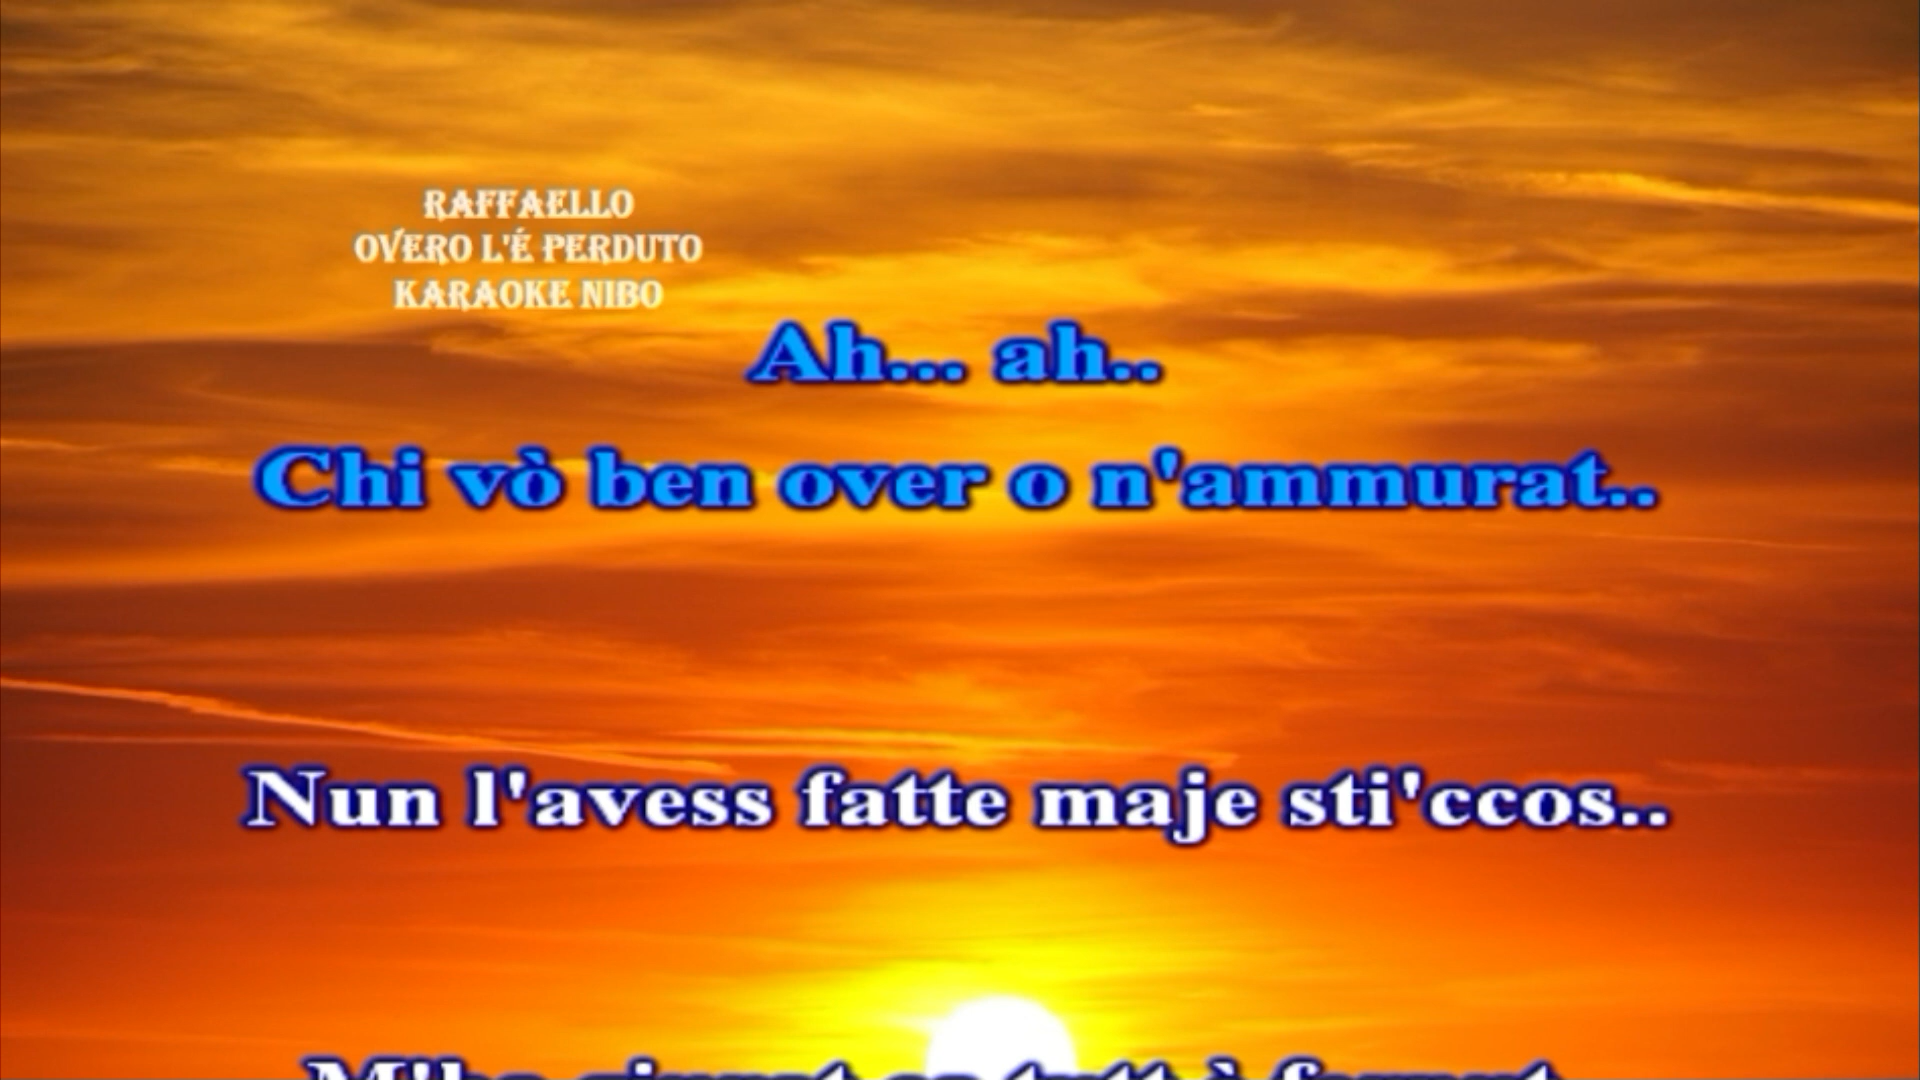 RAFFAELLO
OVERO L'É PERDUTO
KARAOKE NIBO
Ah... ah..
Chi vò ben over o n'ammurat..
Nun l'avess fatte maje sti'ccos..